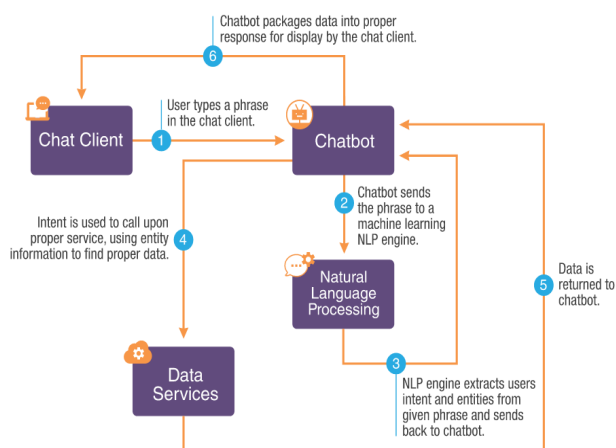 Chatbot packages data into proper
response for display by the chat client.
6
User types a phrase
in the chat client.
Chat Client
1
Chatbot
Chatbot sends
the phrase to a
machine learning
NLP engine.
2
Intent is used to call upon
proper service, using entity
information to find proper data.
4
Natural
Language
Processing
Data is
returned to
chatbot.
5
3
NLP engine extracts users
intent and entities from
given phrase and sends
back to chatbot.
Data
Services